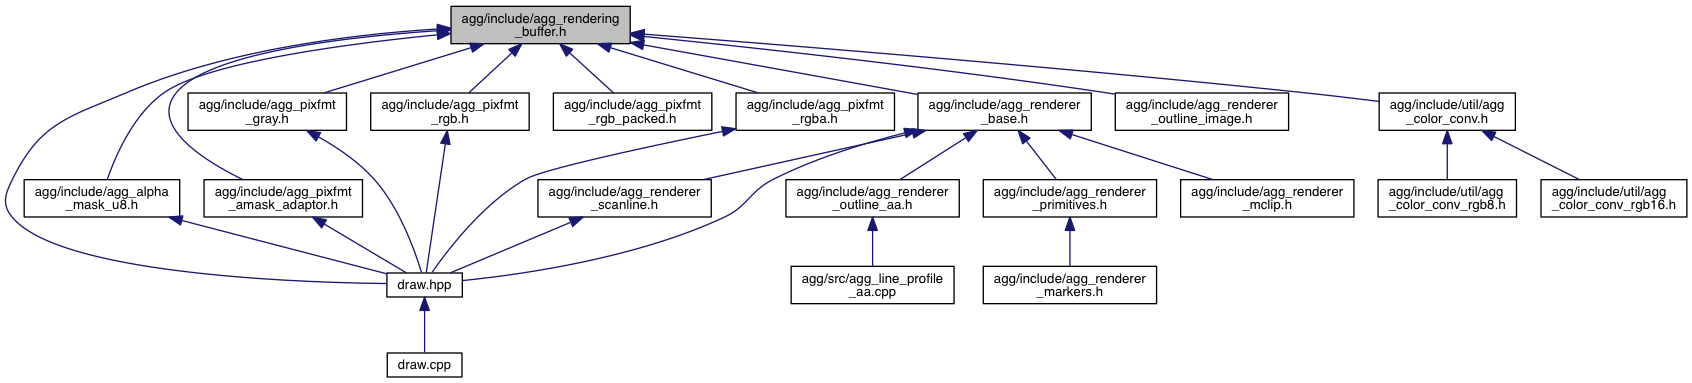 agg/include/agg_rendering
_buffer.h
agg/include/agg_pixfmt
_gray.h
agg/include/agg_pixfmt
_rgb.h
agg/include/agg_pixfmt
_rgb_packed.h
agg/include/agg_pixfmt
_rgba.h
agg/include/agg_renderer
_base.h
agg/include/agg_renderer
_outline_image.h
agg/include/util/agg
_color_conv.h
agg/include/agg_alpha
_mask_u8.h
agg/include/agg_pixfmt
_amask_adaptor.h
agg/include/agg_renderer
_scanline.h
agg/include/agg_renderer
_outline_aa.h
agg/include/agg_renderer
_primitives.h
agg/include/agg_renderer
_mclip.h
agg/include/util/agg
_color_conv_rgb8.h
agg/include/util/agg
_color_conv_rgb16.h
draw.hpp
agg/src/agg_line_profile
_aa.cpp
agg/include/agg_renderer
_markers.h
draw.cpp